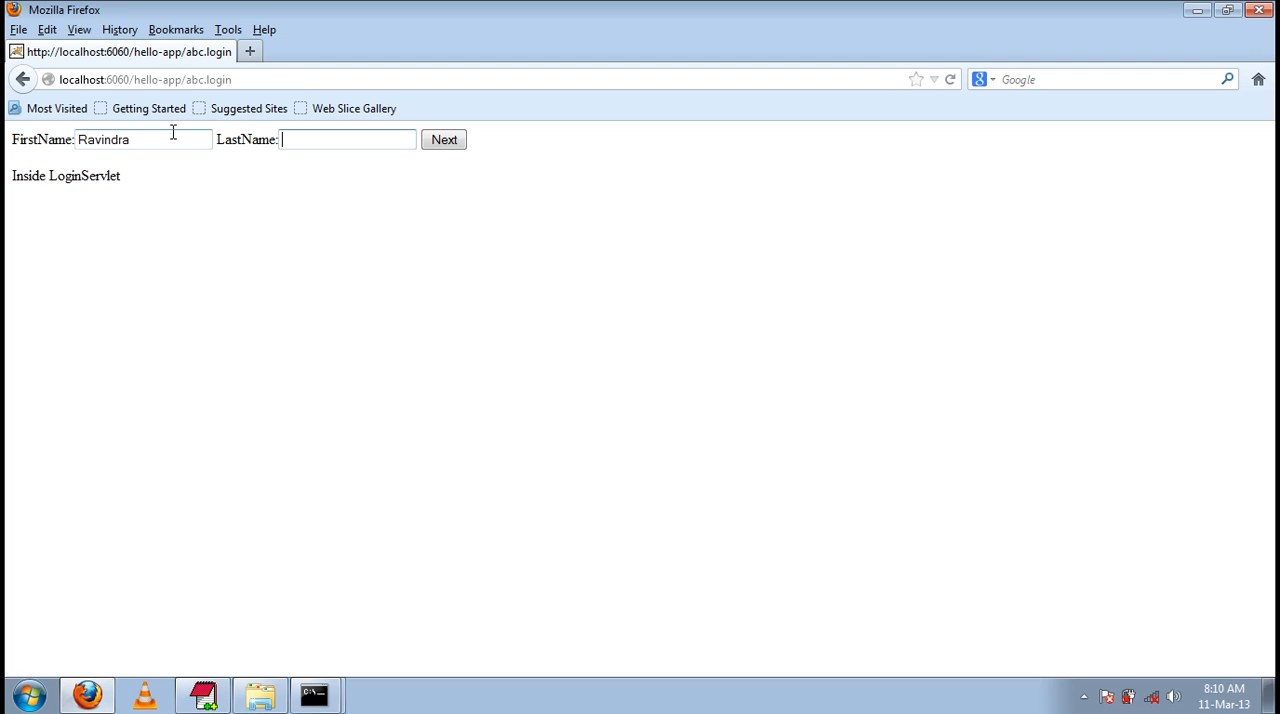 Mozilla Firefox
File Edit View History Bookmarks Tools Help
http://localhost:6060/hello-app/abc.login +
localhost:6060/hello-app/abc.login Google
Most Visited Getting Started Suggested Sites Web Slice Gallery
FirstName: Ravindra LastName: Next
Inside LoginServlet
8:10 AM
11-Mar-13